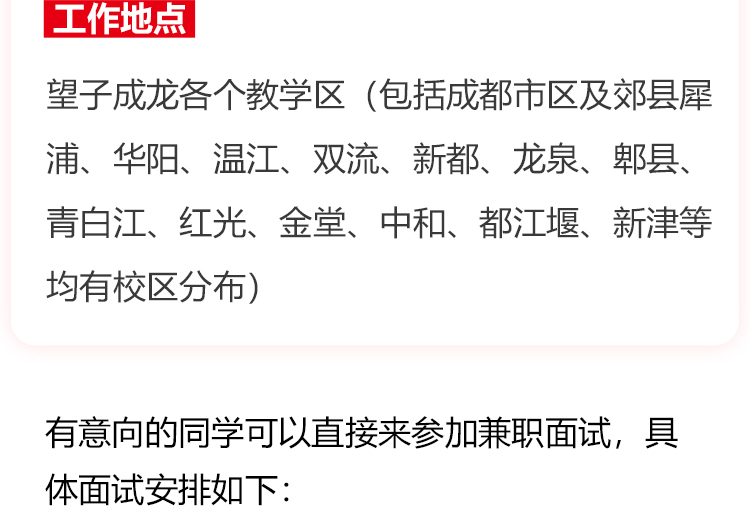 工作地点
望子成龙各个教学区（包括成都市区及郊县犀
浦、华阳、温江、双流、新都、龙泉、郫县、
青白江、红光、金堂、中和、都江堰、新津等
均有校区分布）
有意向的同学可以直接来参加兼职面试，具
体面试安排如下：